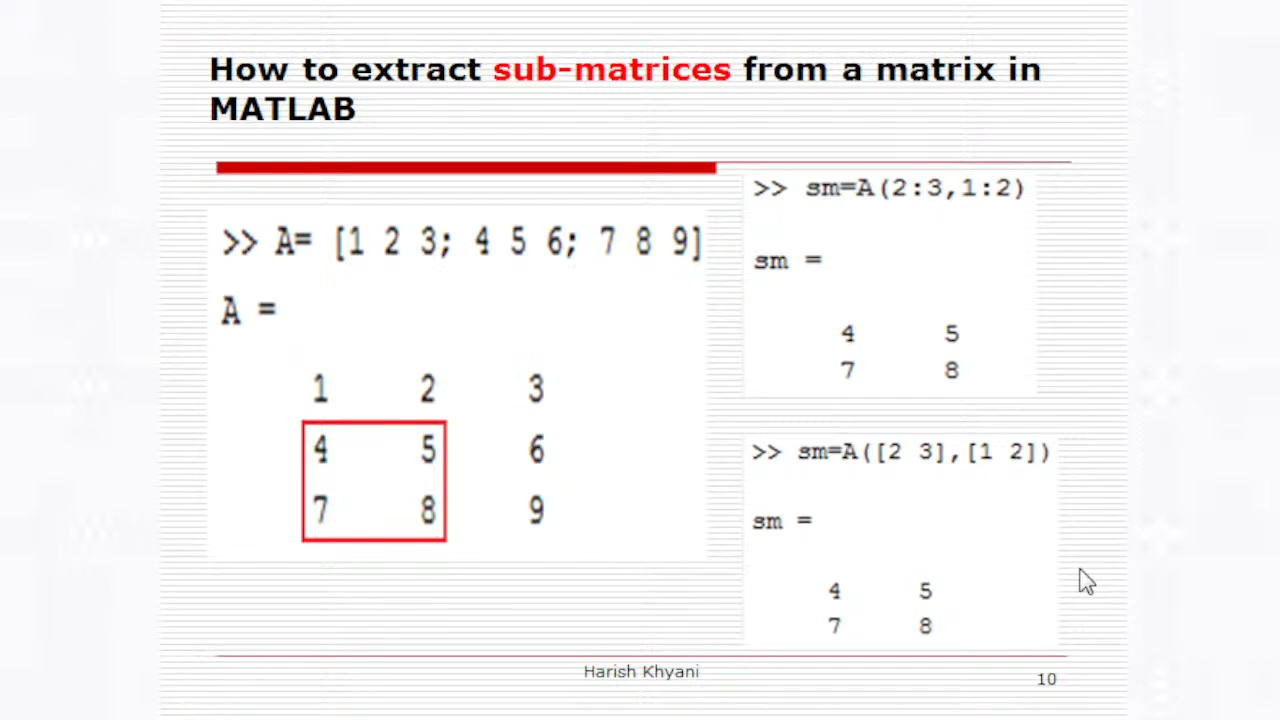 How to extract sub-matrices from a matrix in
MATLAB
>> A= [1 2 3; 4 5 6; 7 8 9]
A =
1 2 3
4 5 6
7 8 9
>> sm=A(2:3,1:2)
sm =
4 5
7 8
>> sm=A([2 3],[1 2])
sm =
4 5
7 8
Harish Khyani
10